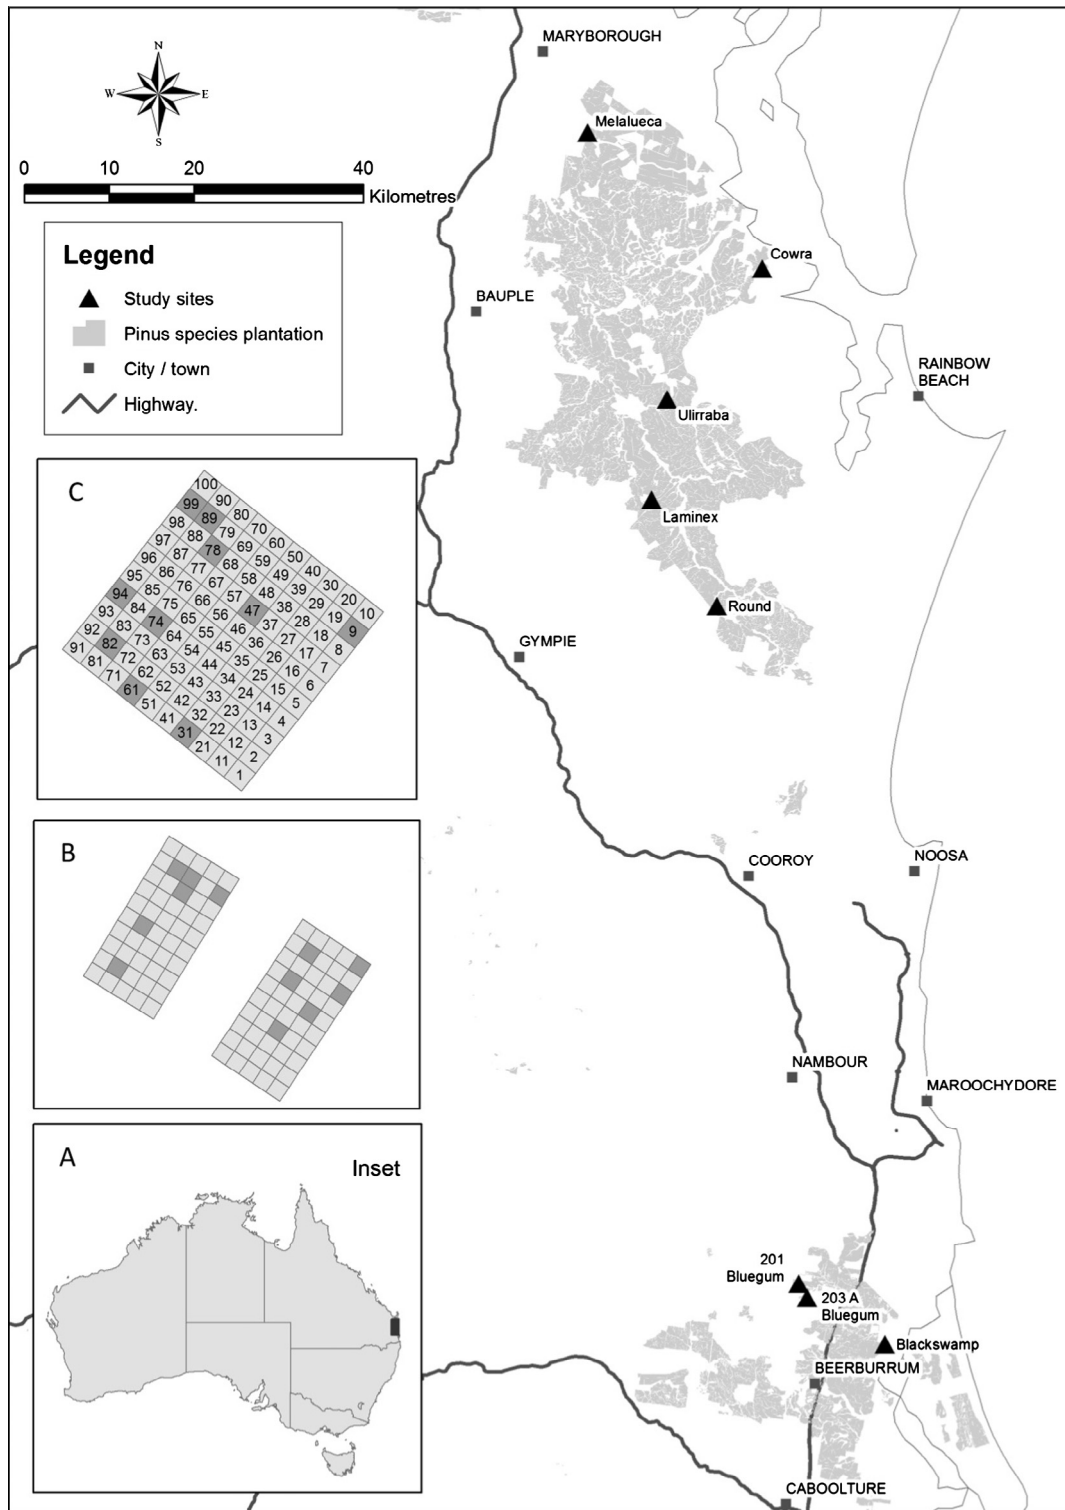 MARYBOROUGH
N
W
E
S
0
10
20
40
Kilometres
Melalueca
Cowra
Legend
Study sites
Pinus species plantation
City / town
Highway.
BAUPLE
RAINBOW
BEACH
Ulirraba
Laminex
Round
GYMPIE
C
100
99 90
98 89 80
97 88 79 70
96 87 78 69 60
95 86 77 68 59 50
94 85 76 67 58 49 40
93 84 75 66 57 48 39 30
92 83 74 65 56 47 38 29 20
91 82 73 64 55 46 37 28 19 10
81 72 63 54 45 36 27 18 9
71 62 53 44 35 26 17 8
61 52 43 34 25 16 7
51 42 33 24 15 6
41 32 23 14 5
31 22 13 4
21 12 3
11 2
1
B
COOROY
NOOSA
NAMBOUR
MAROOCHYDORE
A
Inset
201
Bluegum
203 A
Bluegum
Blackswamp
BEERBURRUM
CABOOLTURE